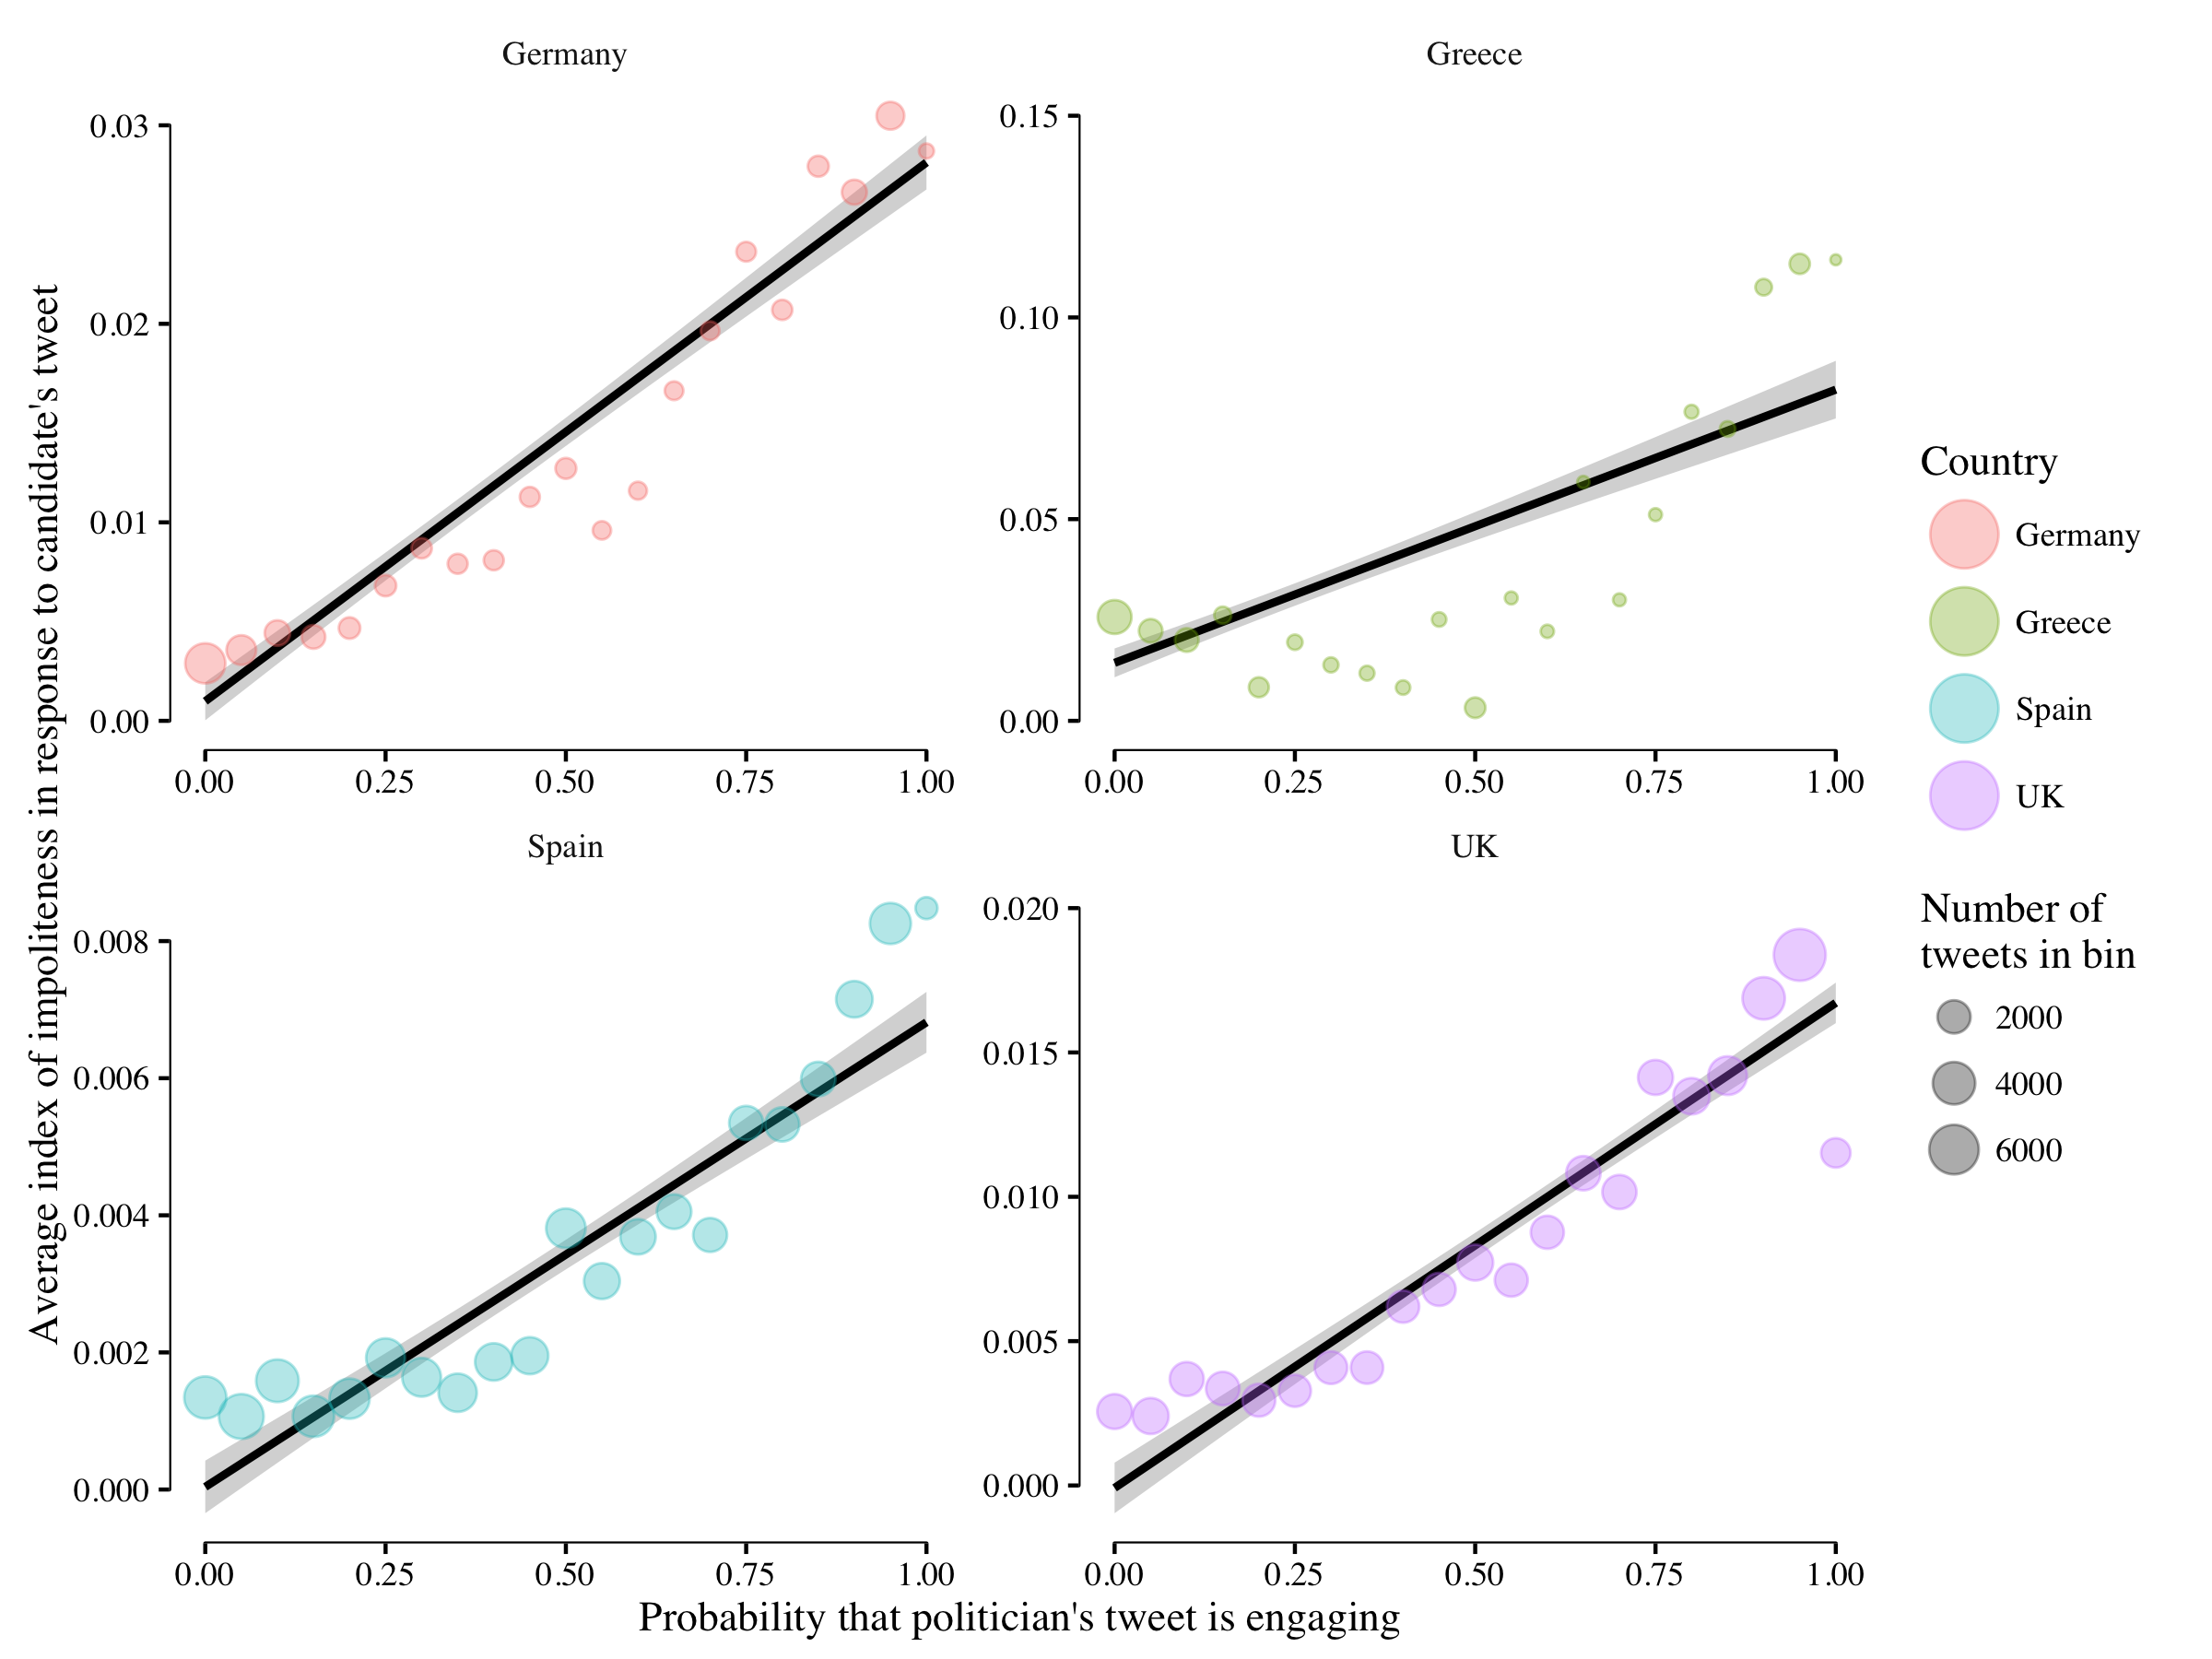 Germany
Greece
0.03
0.02
0.01
0.00
0.15
0.10
0.05
0.00
0.00 0.25 0.50 0.75 1.00
0.00 0.25 0.50 0.75 1.00
Spain
UK
0.008
0.006
0.004
0.002
0.000
0.020
0.015
0.010
0.005
0.000
0.00 0.25 0.50 0.75 1.00
0.00 0.25 0.50 0.75 1.00
Average index of impoliteness in response to candidate's tweet
Probability that politician's tweet is engaging
Country
Germany
Greece
Spain
UK
Number of
tweets in bin
2000
4000
6000